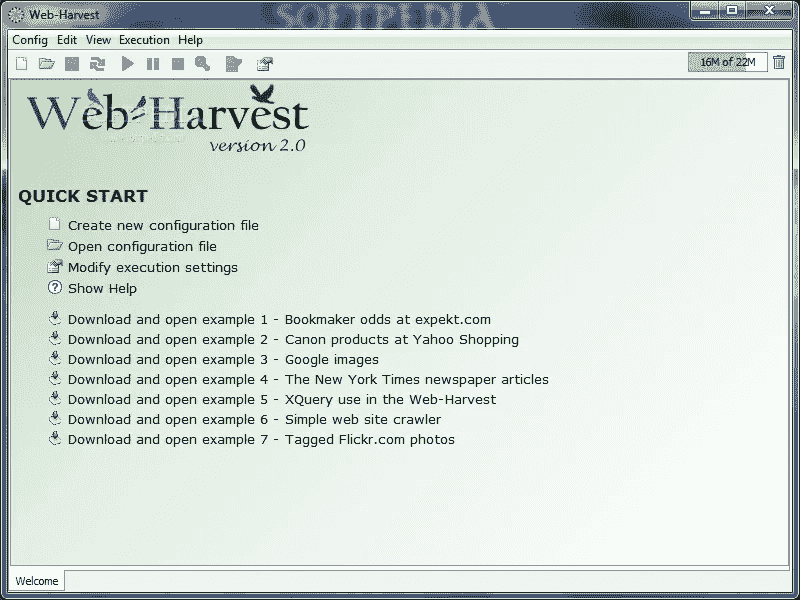 SOFTPEDIA
Web-Harvest
Config Edit View Execution Help
16M of 22M
Web-Harvest
version 2.0
QUICK START
Create new configuration file
Open configuration file
Modify execution settings
Show Help
Download and open example 1 - Bookmaker odds at expekt.com
Download and open example 2 - Canon products at Yahoo Shopping
Download and open example 3 - Google images
Download and open example 4 - The New York Times newspaper articles
Download and open example 5 - XQuery use in the Web-Harvest
Download and open example 6 - Simple web site crawler
Download and open example 7 - Tagged Flickr.com photos
Welcome